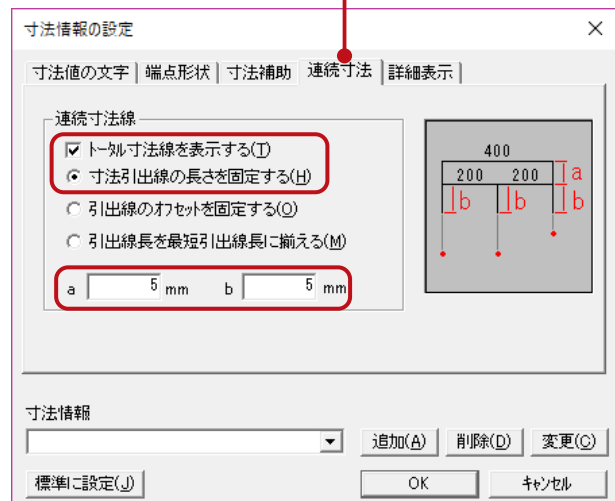 寸法情報の設定
寸法値の文字 端点形状 寸法補助 連続寸法 詳細表示
連続寸法線
トータル寸法線を表示する(T)
寸法引出線の長さを固定する(H)
引出線のオフセットを固定する(O)
引出線長を最短引出線長に揃える(M)
a 5 mm b 5 mm
400
200 200 a
b b b
寸法情報
追加(A) 削除(D) 変更(C)
標準に設定(J) OK キャンセル